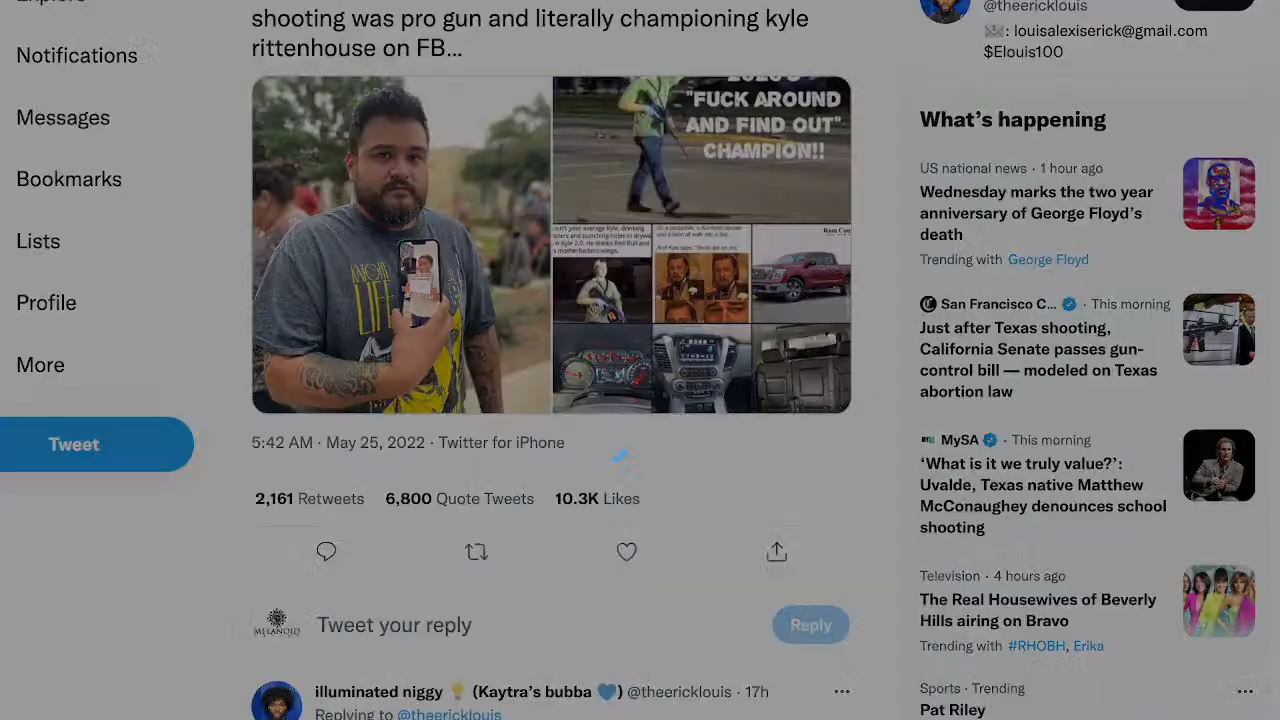 Notifications
Messages
Bookmarks
Lists
Profile
More
Tweet
shooting was pro gun and literally championing kyle
rittenhouse on FB...
"FUCK AROUND
AND FIND OUT"
CHAMPION!!
5:42 AM · May 25, 2022 · Twitter for iPhone
2,161 Retweets 6,800 Quote Tweets 10.3K Likes
MELANOID
Tweet your reply
Reply
illuminated niggy 💡 (Kaytra's bubba 💙) @theericklouis · 17h
Replying to @theericklouis
@theericklouis
📧: louisalexiserick@gmail.com
$Elouis100
What's happening
US national news · 1 hour ago
Wednesday marks the two year
anniversary of George Floyd's
death
Trending with George Floyd
San Francisco C... · This morning
Just after Texas shooting,
California Senate passes gun-
control bill — modeled on Texas
abortion law
MySA · This morning
'What is it we truly value?':
Uvalde, Texas native Matthew
McConaughey denounces school
shooting
Television · 4 hours ago
The Real Housewives of Beverly
Hills airing on Bravo
Trending with #RHOBH, Erika
Sports · Trending
Pat Riley